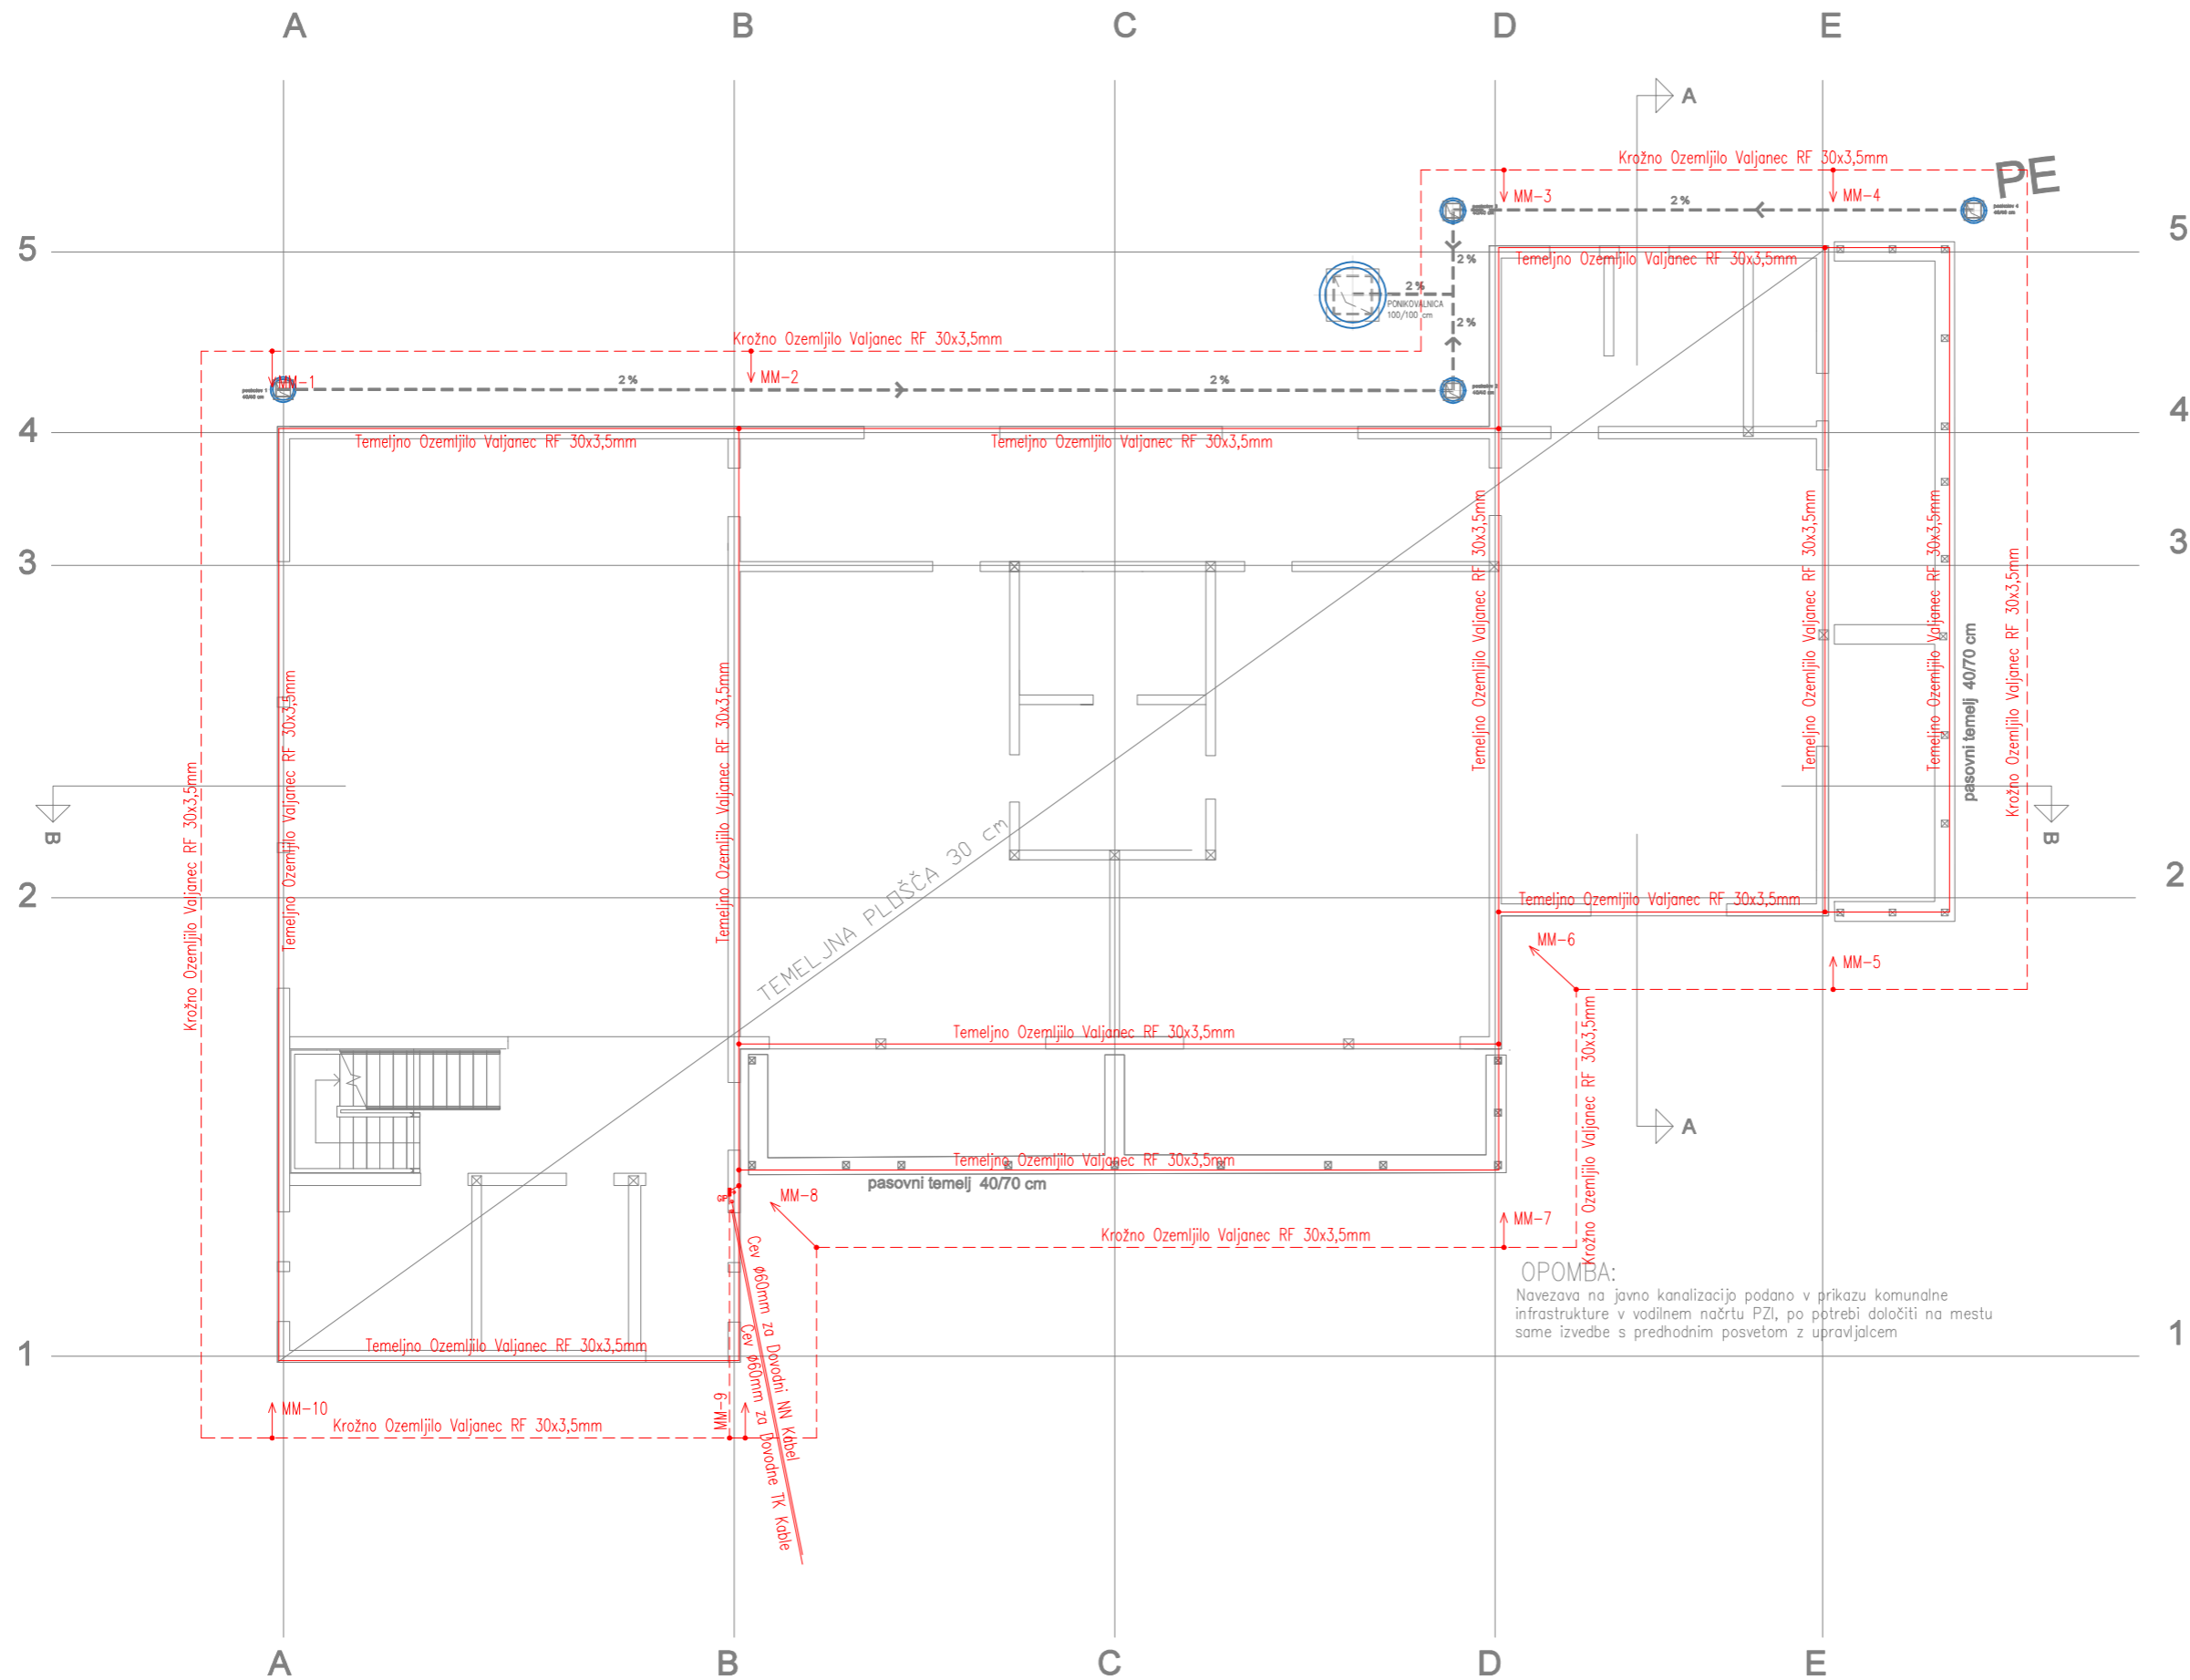 A
B
C
D
E
A
Krožno Ozemljilo Valjanec RF 30x3,5mm
PE
MM-3
MM-4
2 %
5
5
2 %
Temeljno Ozemljilo Valjanec RF 30x3,5mm
2 %
PONIKOVALNICA
100/100 cm
2 %
Krožno Ozemljilo Valjanec RF 30x3,5mm
MM-1
MM-2
2 %
2 %
4
4
Temeljno Ozemljilo Valjanec RF 30x3,5mm
Temeljno Ozemljilo Valjanec RF 30x3,5mm
3
3
Krožno Ozemljilo Valjanec RF 30x3,5mm
Temeljno Ozemljilo Valjanec RF 30x3,5mm
Temeljno Ozemljilo Valjanec RF 30x3,5mm
Temeljno Ozemljilo Valjanec RF 30x3,5mm
Temeljno Ozemljilo Valjanec RF 30x3,5mm
Temeljno Ozemljilo Valjanec RF 30x3,5mm
pasovni temelj 40/70 cm
Krožno Ozemljilo Valjanec RF 30x3,5mm
B
B
TEMELJNA PLOŠČA 30 cm
2
2
Temeljno Ozemljilo Valjanec RF 30x3,5mm
MM-6
MM-5
Temeljno Ozemljilo Valjanec RF 30x3,5mm
Krožno Ozemljilo Valjanec RF 30x3,5mm
A
Temeljno Ozemljilo Valjanec RF 30x3,5mm
pasovni temelj 40/70 cm
MM-8
MM-7
Krožno Ozemljilo Valjanec RF 30x3,5mm
Cev ø60mm za Dovodni NN Kabel
Cev ø60mm za Dovodne TK Kable
OPOMBA:
Navezava na javno kanalizacijo podano v prikazu komunalne
infrastrukture v vodilnem načrtu PZI, po potrebi določiti na mestu
same izvedbe s predhodnim posvetom z upravljalcem
1
1
Temeljno Ozemljilo Valjanec RF 30x3,5mm
MM-10
MM-9
Krožno Ozemljilo Valjanec RF 30x3,5mm
A
B
C
D
E